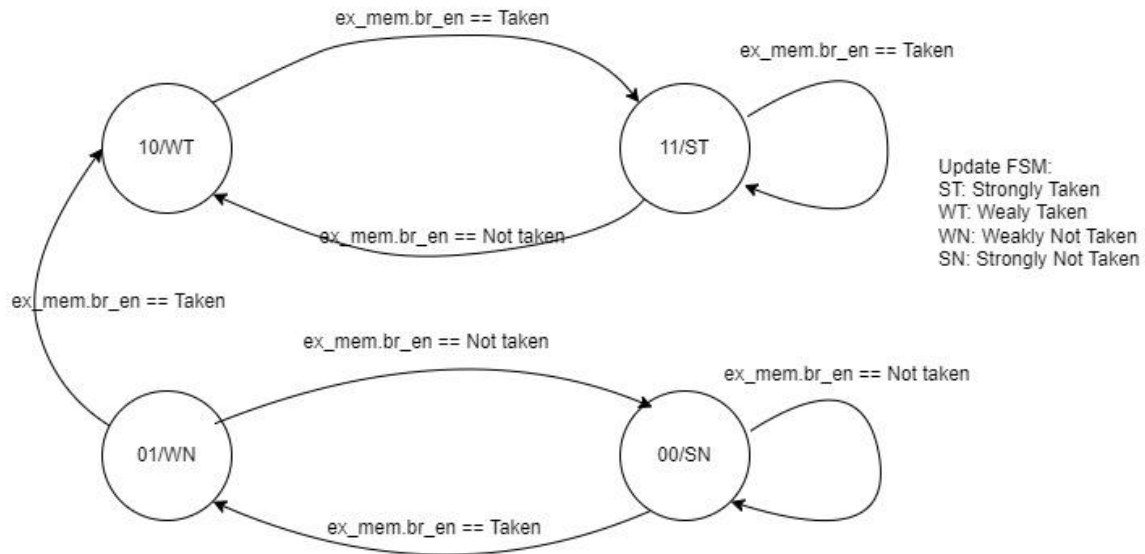 ex_mem.br_en == Taken
ex_mem.br_en == Taken
10/WT
11/ST
Update FSM:
ST: Strongly Taken
WT: Wealy Taken
WN: Weakly Not Taken
SN: Strongly Not Taken
ex_mem.br_en == Not taken
ex_mem.br_en == Taken
ex_mem.br_en == Not taken
ex_mem.br_en == Not taken
01/WN
00/SN
ex_mem.br_en == Taken